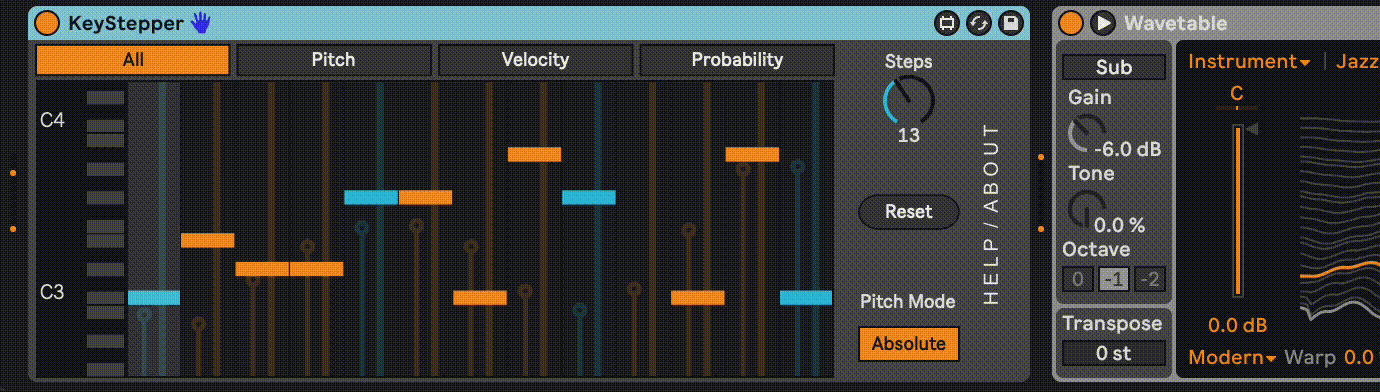 KeyStepper
All
Pitch
Velocity
Probability
C4
C3
Steps
13
Reset
Pitch Mode
Absolute
HELP / ABOUT
Wavetable
Sub
Gain
-6.0 dB
Tone
0.0 %
Octave
0 -1 -2
Transpose
0 st
Instrument Jazz
C
0.0 dB
Modern Warp 0.0